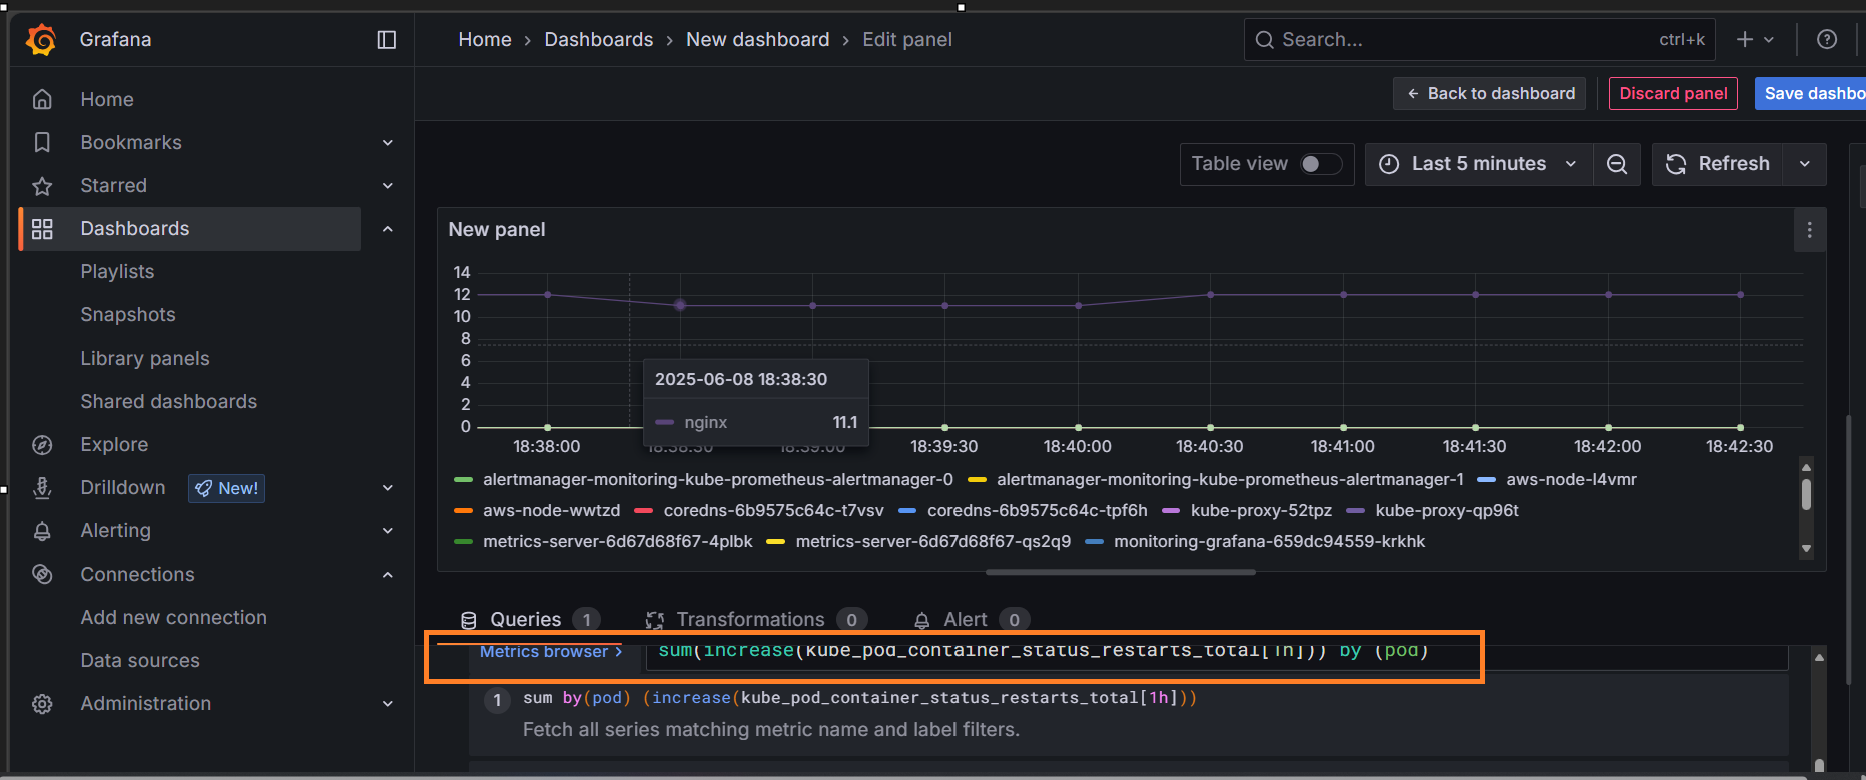 Grafana
Home › Dashboards › New dashboard › Edit panel
Search...
ctrl+k
Home
Bookmarks
Starred
Dashboards
Playlists
Snapshots
Library panels
Shared dashboards
Explore
Drilldown New!
Alerting
Connections
Add new connection
Data sources
Administration
← Back to dashboard
Discard panel
Save dashbo
Table view
Last 5 minutes
Refresh
New panel
14
12
10
8
6
4
2
0
2025-06-08 18:38:30
nginx 11.1
18:38:00 18:38:30 18:39:00 18:39:30 18:40:00 18:40:30 18:41:00 18:41:30 18:42:00 18:42:30
alertmanager-monitoring-kube-prometheus-alertmanager-0 alertmanager-monitoring-kube-prometheus-alertmanager-1 aws-node-l4vmr
aws-node-wwtzd coredns-6b9575c64c-t7vsv coredns-6b9575c64c-tpf6h kube-proxy-52tpz kube-proxy-qp96t
metrics-server-6d67d68f67-4plbk metrics-server-6d67d68f67-qs2q9 monitoring-grafana-659dc94559-krkhk
Queries 1 Transformations 0 Alert 0
Metrics browser › sum(increase(kube_pod_container_status_restarts_total[1h])) by (pod)
1 sum by(pod) (increase(kube_pod_container_status_restarts_total[1h]))
Fetch all series matching metric name and label filters.